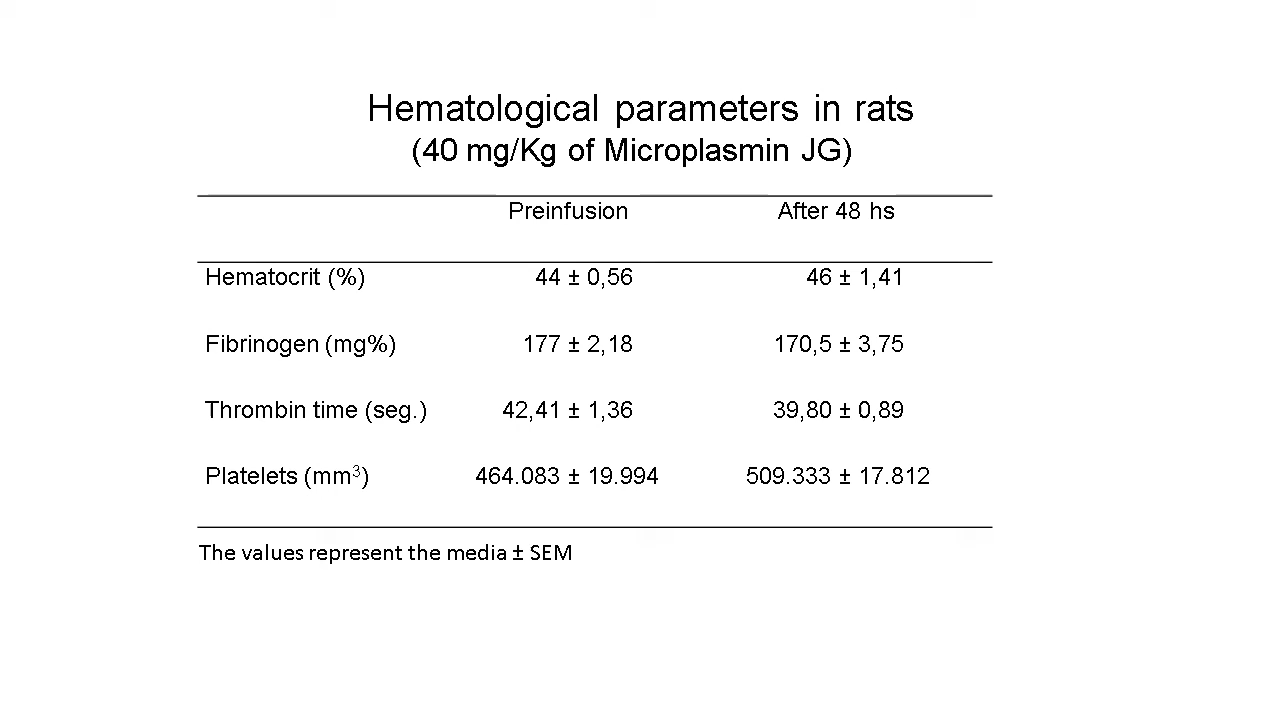 Hematological parameters in rats
(40 mg/Kg of Microplasmin JG)
Preinfusion After 48 hs
Hematocrit (%) 44 ± 0,56 46 ± 1,41
Fibrinogen (mg%) 177 ± 2,18 170,5 ± 3,75
Thrombin time (seg.) 42,41 ± 1,36 39,80 ± 0,89
Platelets (mm³) 464.083 ± 19.994 509.333 ± 17.812
The values represent the media ± SEM